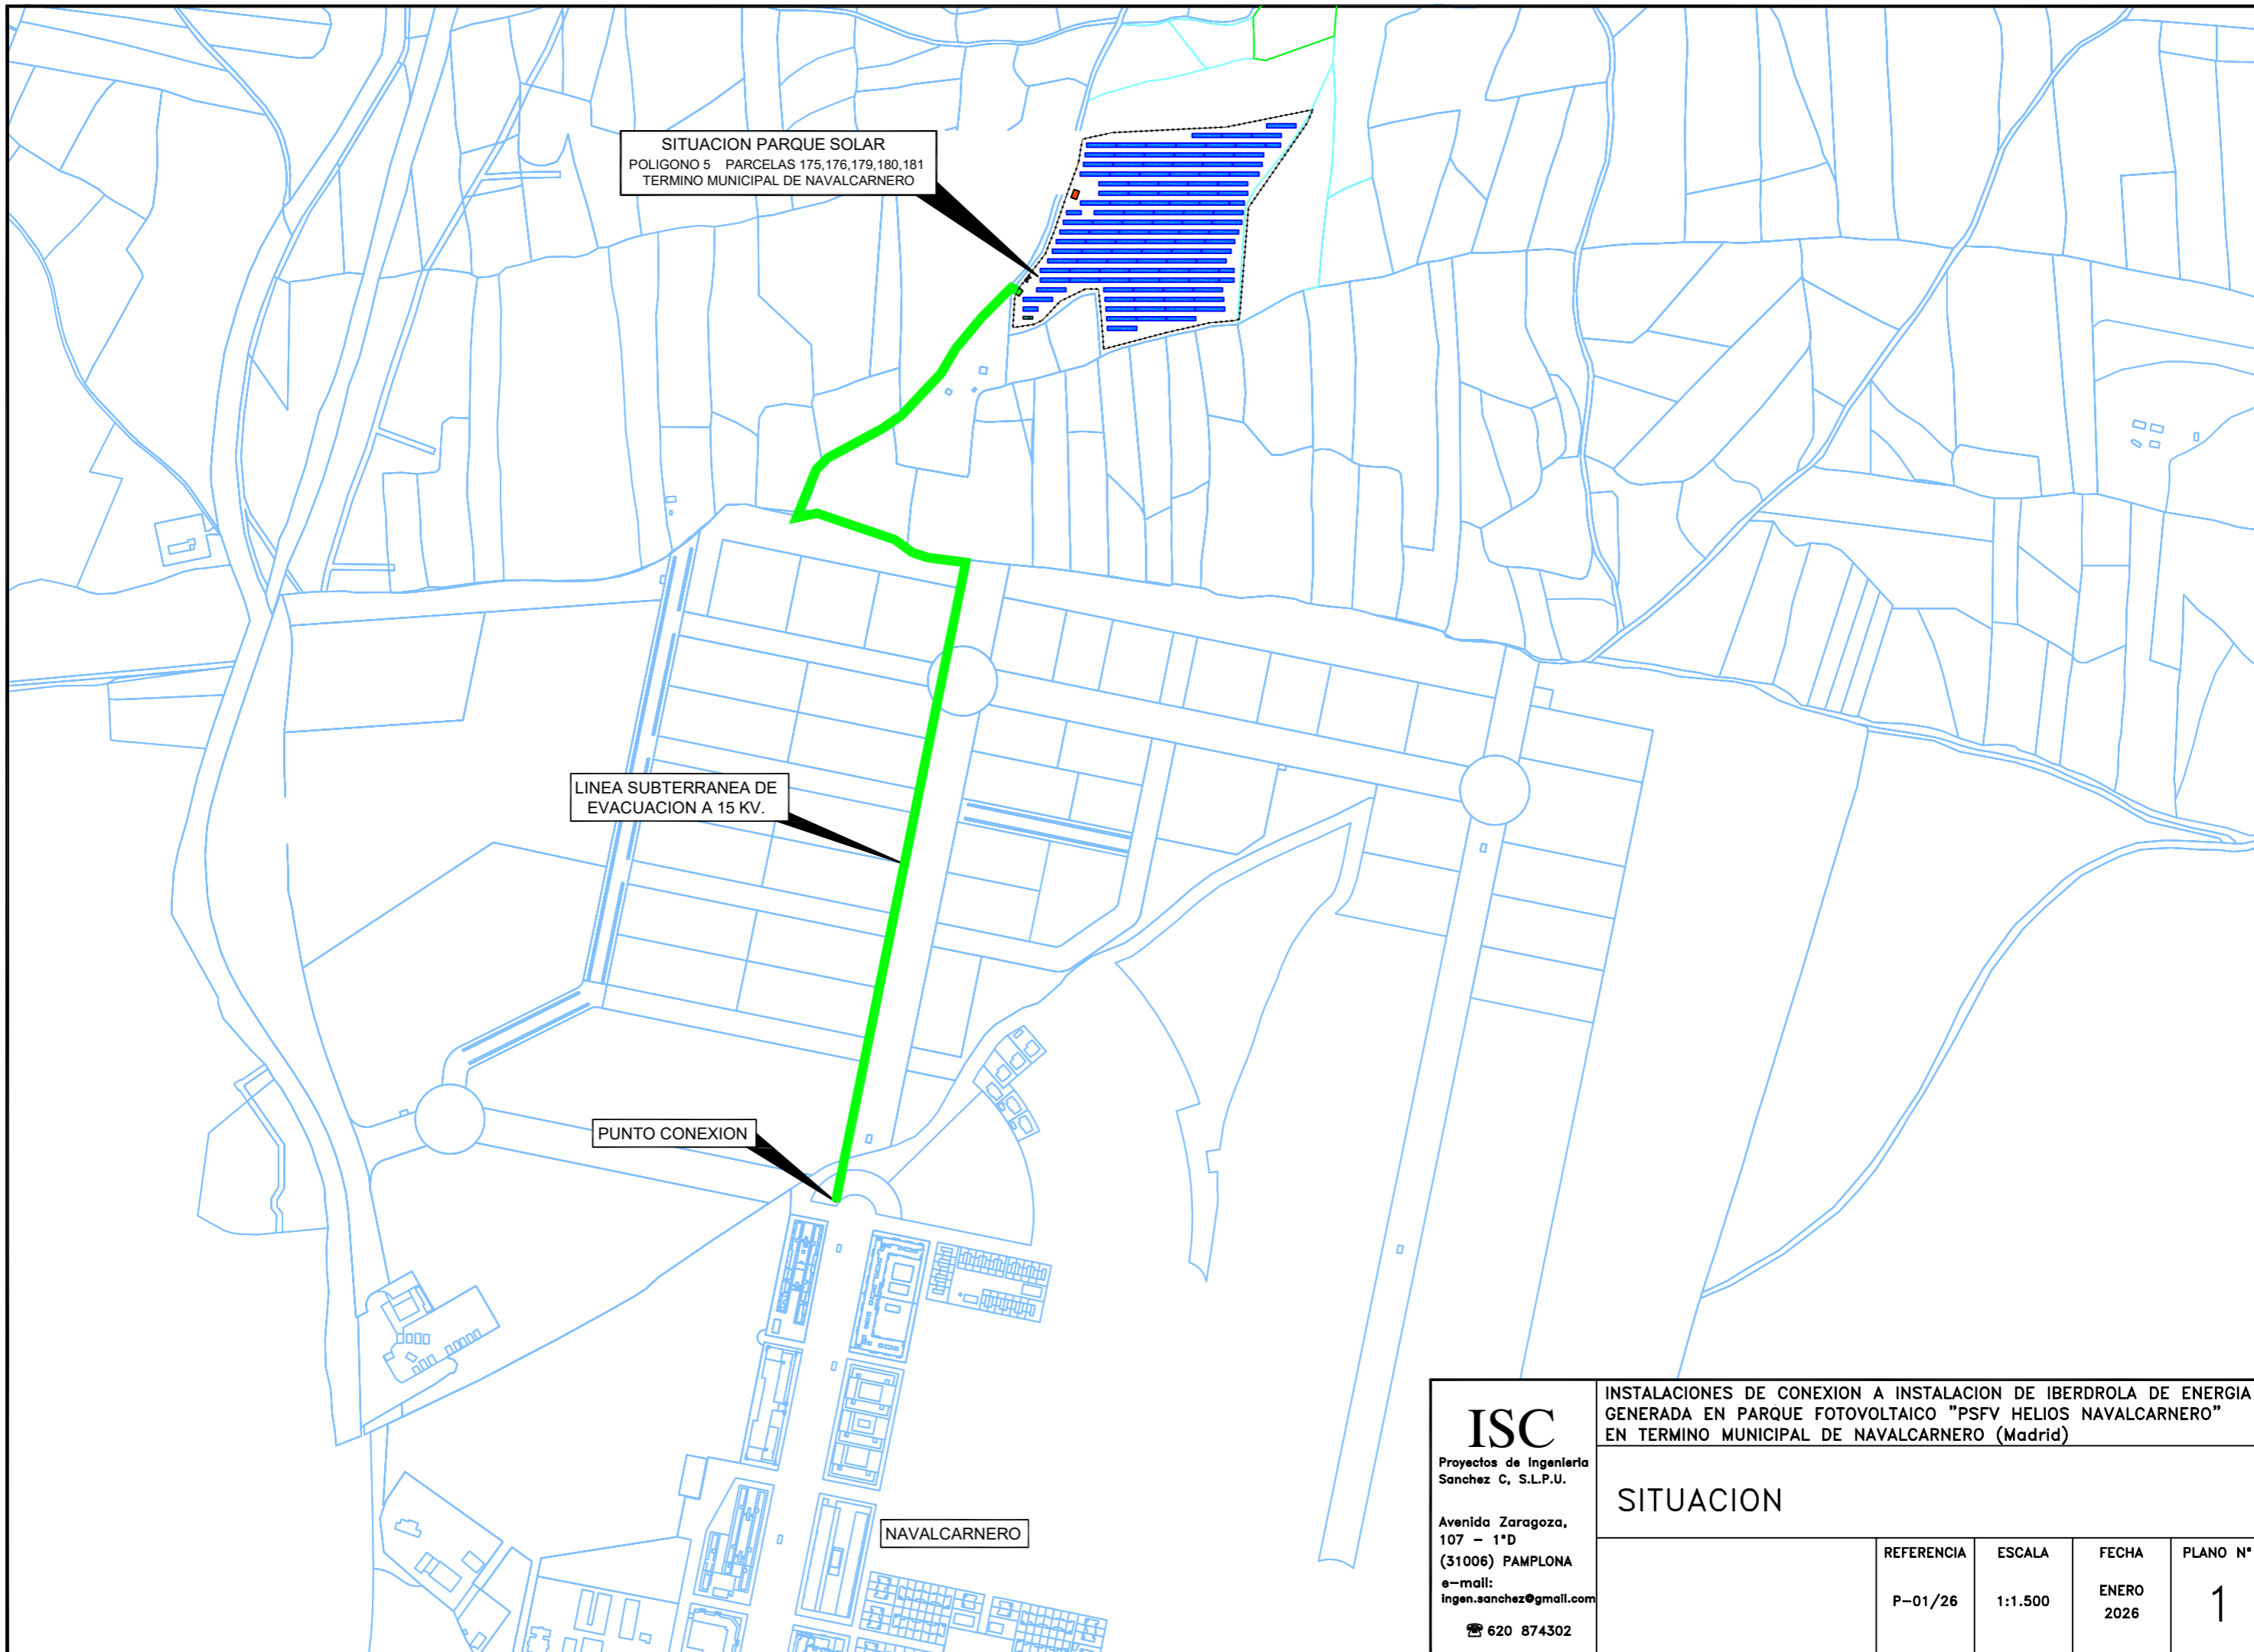 SITUACION PARQUE SOLAR
POLIGONO 5 PARCELAS 175,176,179,180,181
TERMINO MUNICIPAL DE NAVALCARNERO
LINEA SUBTERRANEA DE
EVACUACION A 15 KV.
PUNTO CONEXION
NAVALCARNERO
ISC
Proyectos de Ingenieria
Sanchez C, S.L.P.U.
Avenida Zaragoza,
107 - 1ºD
(31006) PAMPLONA
e-mail:
ingen.sanchez@gmail.com
☎ 620 874302
INSTALACIONES DE CONEXION A INSTALACION DE IBERDROLA DE ENERGIA
GENERADA EN PARQUE FOTOVOLTAICO "PSFV HELIOS NAVALCARNERO"
EN TERMINO MUNICIPAL DE NAVALCARNERO (Madrid)
SITUACION
REFERENCIA
P-01/26
ESCALA
1:1.500
FECHA
ENERO
2026
PLANO Nº
1